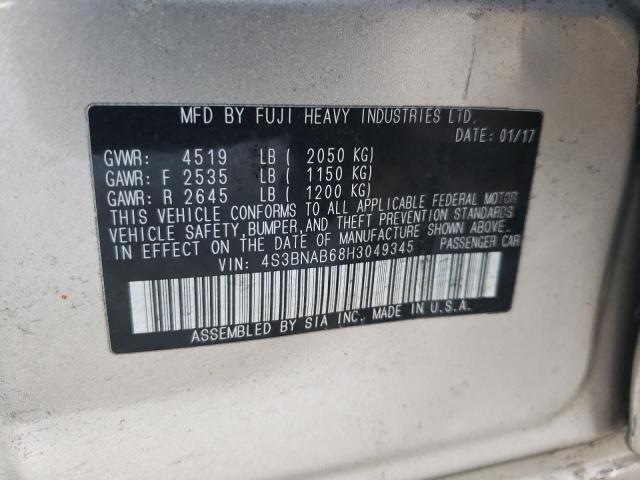 MFD BY FUJI HEAVY INDUSTRIES LTD.
DATE: 01/17
GVWR: 4519 LB ( 2050 KG)
GAWR: F 2535 LB ( 1150 KG)
GAWR: R 2645 LB ( 1200 KG)
THIS VEHICLE CONFORMS TO ALL APPLICABLE FEDERAL MOTOR
VEHICLE SAFETY, BUMPER, AND THEFT PREVENTION STANDARDS
IN EFFECT ON THE DATE OF MANUFACTURE SHOWN ABOVE.
VIN: 4S3BNAB68H3049345 PASSENGER CAR
ASSEMBLED BY SIA INC. MADE IN U.S.A.